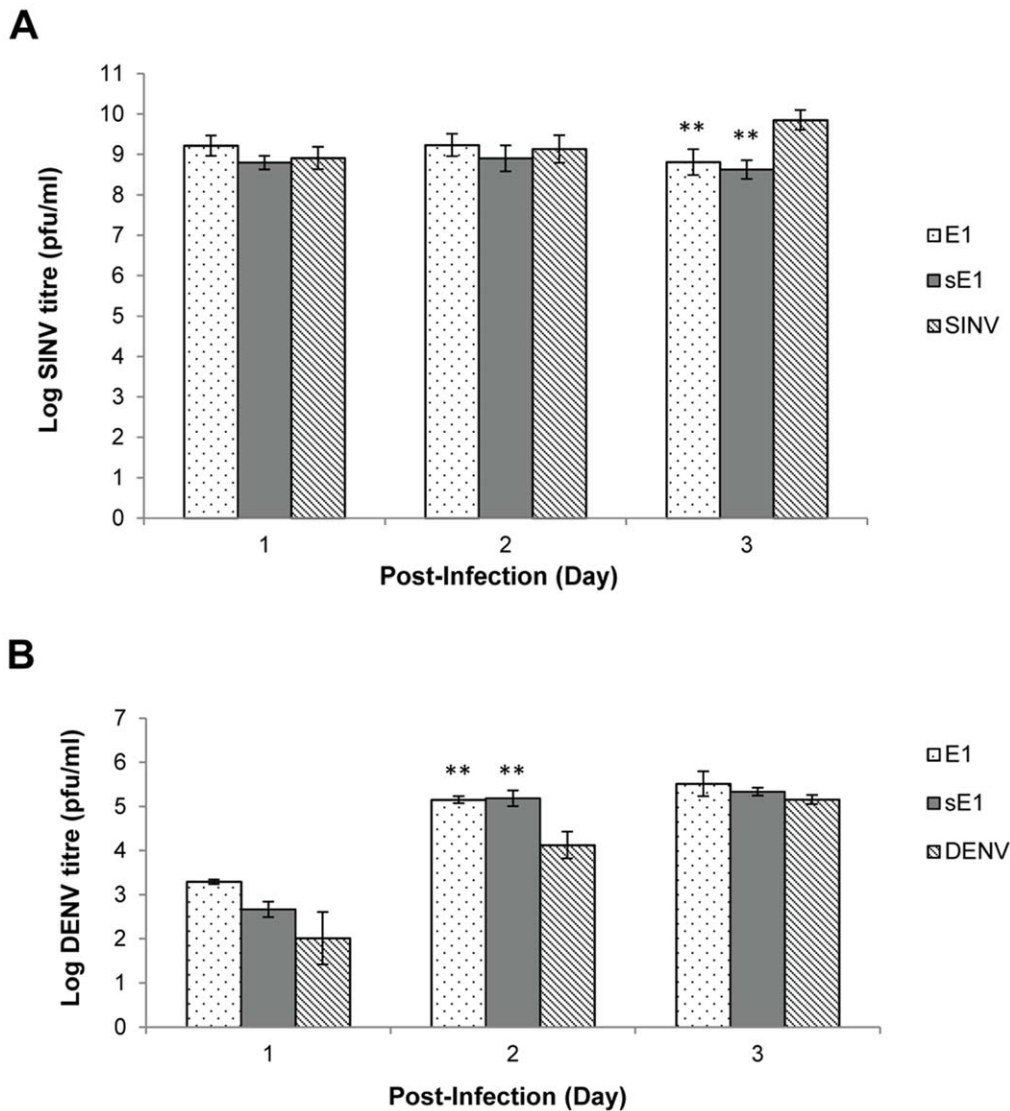 A
Log SINV titre (pfu/ml)
11
10
9
8
7
6
5
4
3
2
1
0
** **
1 2 3
Post-Infection (Day)
E1
sE1
SINV
B
Log DENV titre (pfu/ml)
7
6
5
4
3
2
1
0
** **
1 2 3
Post-Infection (Day)
E1
sE1
DENV